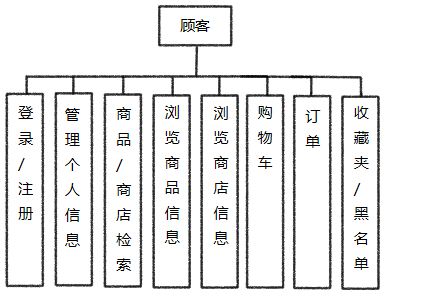 顾客
登录/注册
管理个人信息
商品/商店检索
浏览商品信息
浏览商店信息
购物车
订单
收藏夹/黑名单